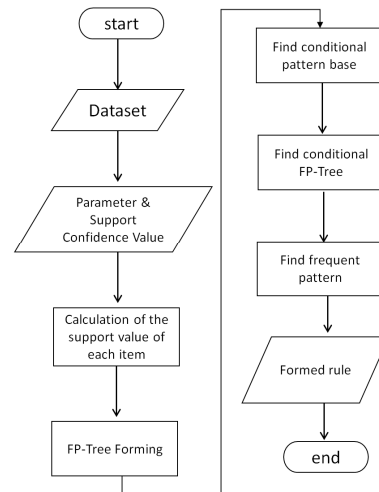 start
Dataset
Parameter &
Support
Confidence Value
Calculation of the
support value of
each item
FP-Tree Forming
Find conditional
pattern base
Find conditional
FP-Tree
Find frequent
pattern
Formed rule
end